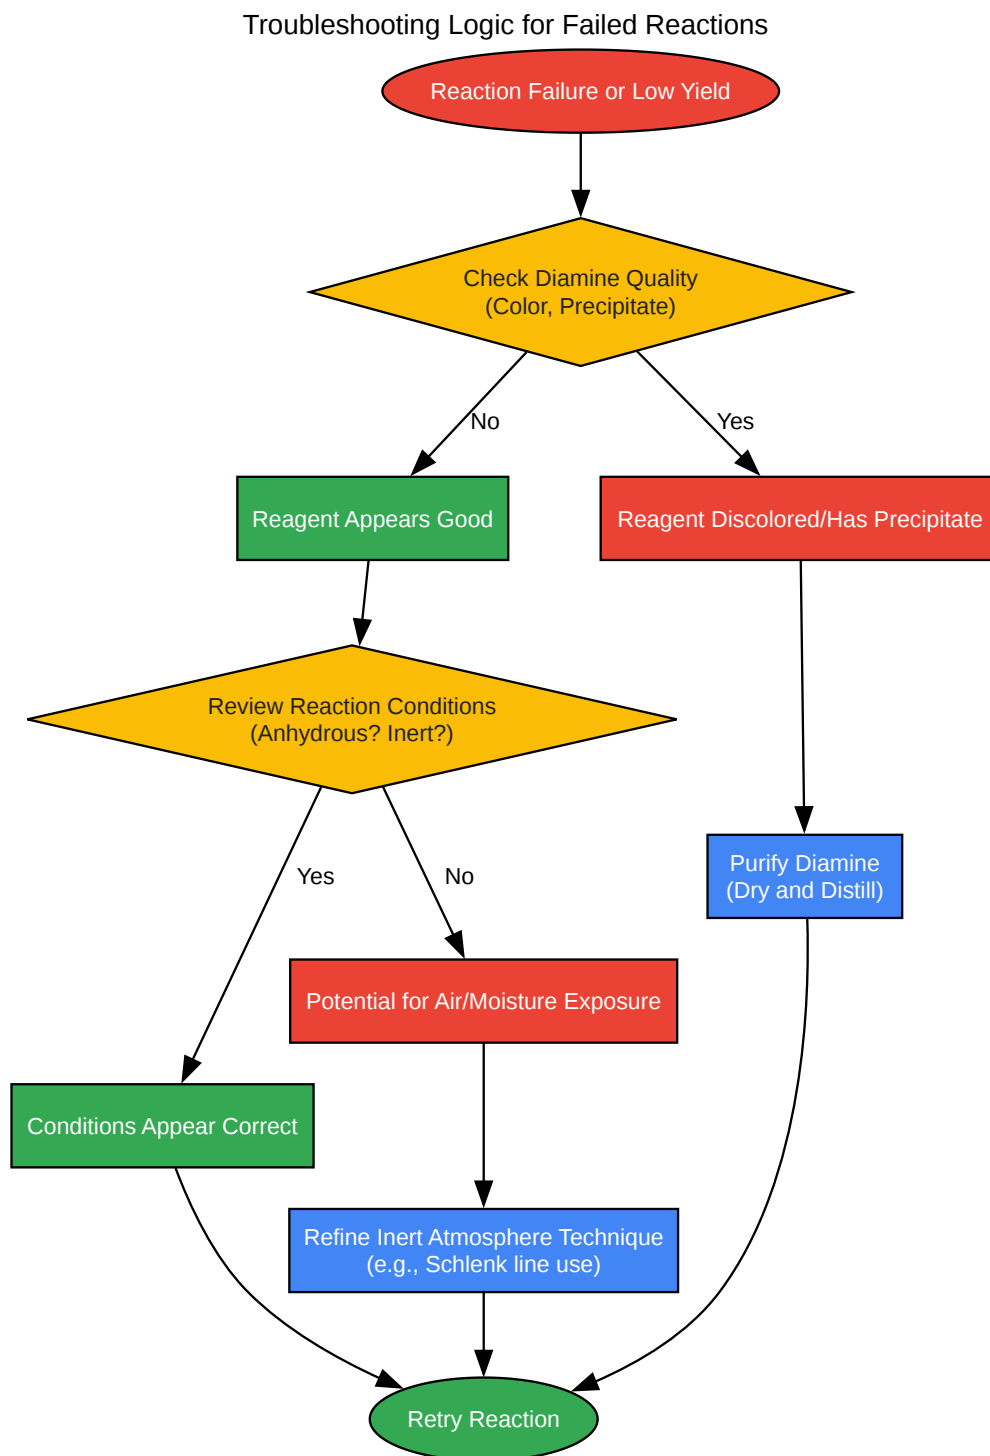 Troubleshooting Logic for Failed Reactions
Reaction Failure or Low Yield
Check Diamine Quality
(Color, Precipitate)
No
Yes
Reagent Appears Good
Reagent Discolored/Has Precipitate
Review Reaction Conditions
(Anhydrous? Inert?)
Yes
No
Purify Diamine
(Dry and Distill)
Potential for Air/Moisture Exposure
Conditions Appear Correct
Refine Inert Atmosphere Technique
(e.g., Schlenk line use)
Retry Reaction